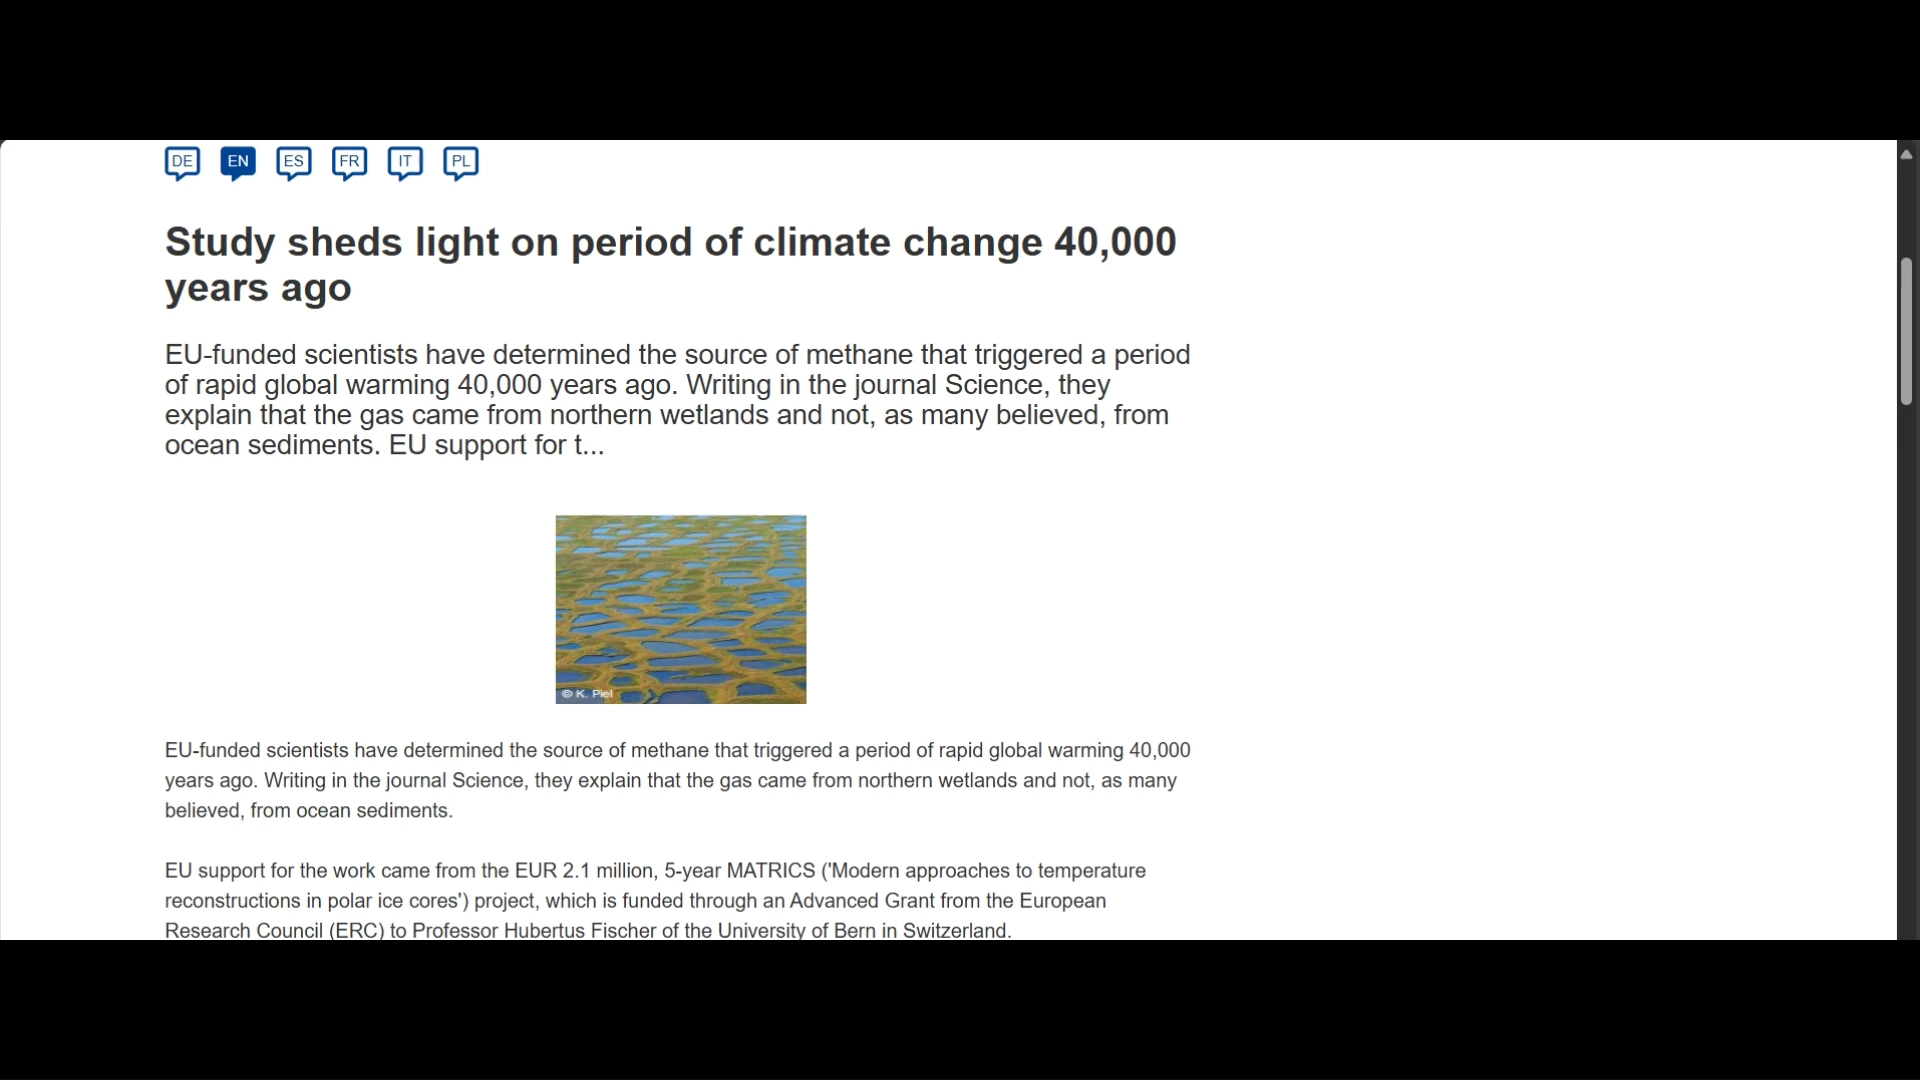 DE EN ES FR IT PL
Study sheds light on period of climate change 40,000
years ago
EU-funded scientists have determined the source of methane that triggered a period
of rapid global warming 40,000 years ago. Writing in the journal Science, they
explain that the gas came from northern wetlands and not, as many believed, from
ocean sediments. EU support for t...
© K. Piel
EU-funded scientists have determined the source of methane that triggered a period of rapid global warming 40,000
years ago. Writing in the journal Science, they explain that the gas came from northern wetlands and not, as many
believed, from ocean sediments.
EU support for the work came from the EUR 2.1 million, 5-year MATRICS ('Modern approaches to temperature
reconstructions in polar ice cores') project, which is funded through an Advanced Grant from the European
Research Council (ERC) to Professor Hubertus Fischer of the University of Bern in Switzerland.